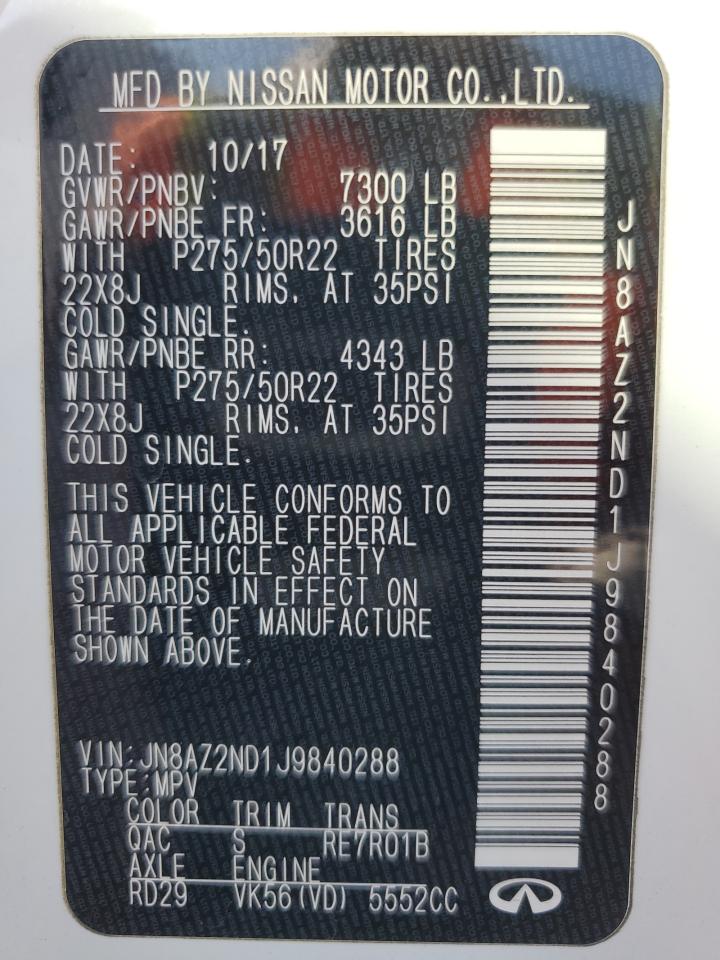 MFD BY NISSAN MOTOR CO.,LTD.
DATE: 10/17
GVWR/PNBV: 7300 LB
GAWR/PNBE FR: 3616 LB
WITH P275/50R22 TIRES
22X8J RIMS, AT 35PSI
COLD SINGLE.
GAWR/PNBE RR: 4343 LB
WITH P275/50R22 TIRES
22X8J RIMS, AT 35PSI
COLD SINGLE.
THIS VEHICLE CONFORMS TO
ALL APPLICABLE FEDERAL
MOTOR VEHICLE SAFETY
STANDARDS IN EFFECT ON
THE DATE OF MANUFACTURE
SHOWN ABOVE.
VIN:JN8AZ2ND1J9840288
TYPE:MPV
COLOR TRIM TRANS
QAC S RE7R01B
AXLE ENGINE
RD29 VK56(VD) 5552CC
JN8AZ2ND1J9840288